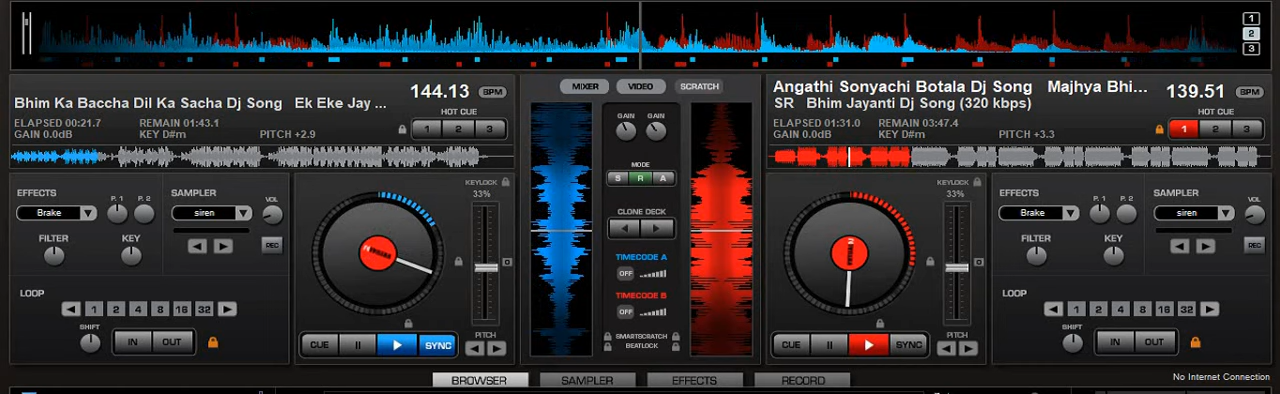 1
2
3
Bhim Ka Baccha Dil Ka Sacha Dj Song Ek Eke Jay ...
144.13 BPM
ELAPSED 00:21.7 REMAIN 01:43.1
GAIN 0.0dB KEY D#m PITCH +2.9
HOT CUE
1 2 3
MIXER VIDEO SCRATCH
Angathi Sonyachi Botala Dj Song Majhya Bhi...
SR Bhim Jayanti Dj Song (320 kbps)
139.51 BPM
ELAPSED 01:31.0 REMAIN 03:47.4
GAIN 0.0dB KEY D#m PITCH +3.3
HOT CUE
1 2 3
EFFECTS P. 1 P. 2
Brake
FILTER KEY
SAMPLER VOL
siren
REC
LOOP
1 2 4 8 16 32
SHIFT
IN OUT
KEYLOCK
33%
PITCH
CUE SYNC
GAIN GAIN
MODE
S R A
CLONE DECK
TIMECODE A
OFF
TIMECODE B
OFF
SMARTSCRATCH
BEATLOCK
KEYLOCK
33%
PITCH
CUE SYNC
EFFECTS P. 1 P. 2
Brake
FILTER KEY
SAMPLER VOL
siren
REC
LOOP
1 2 4 8 16 32
SHIFT
IN OUT
BROWSER SAMPLER EFFECTS RECORD
No Internet Connection